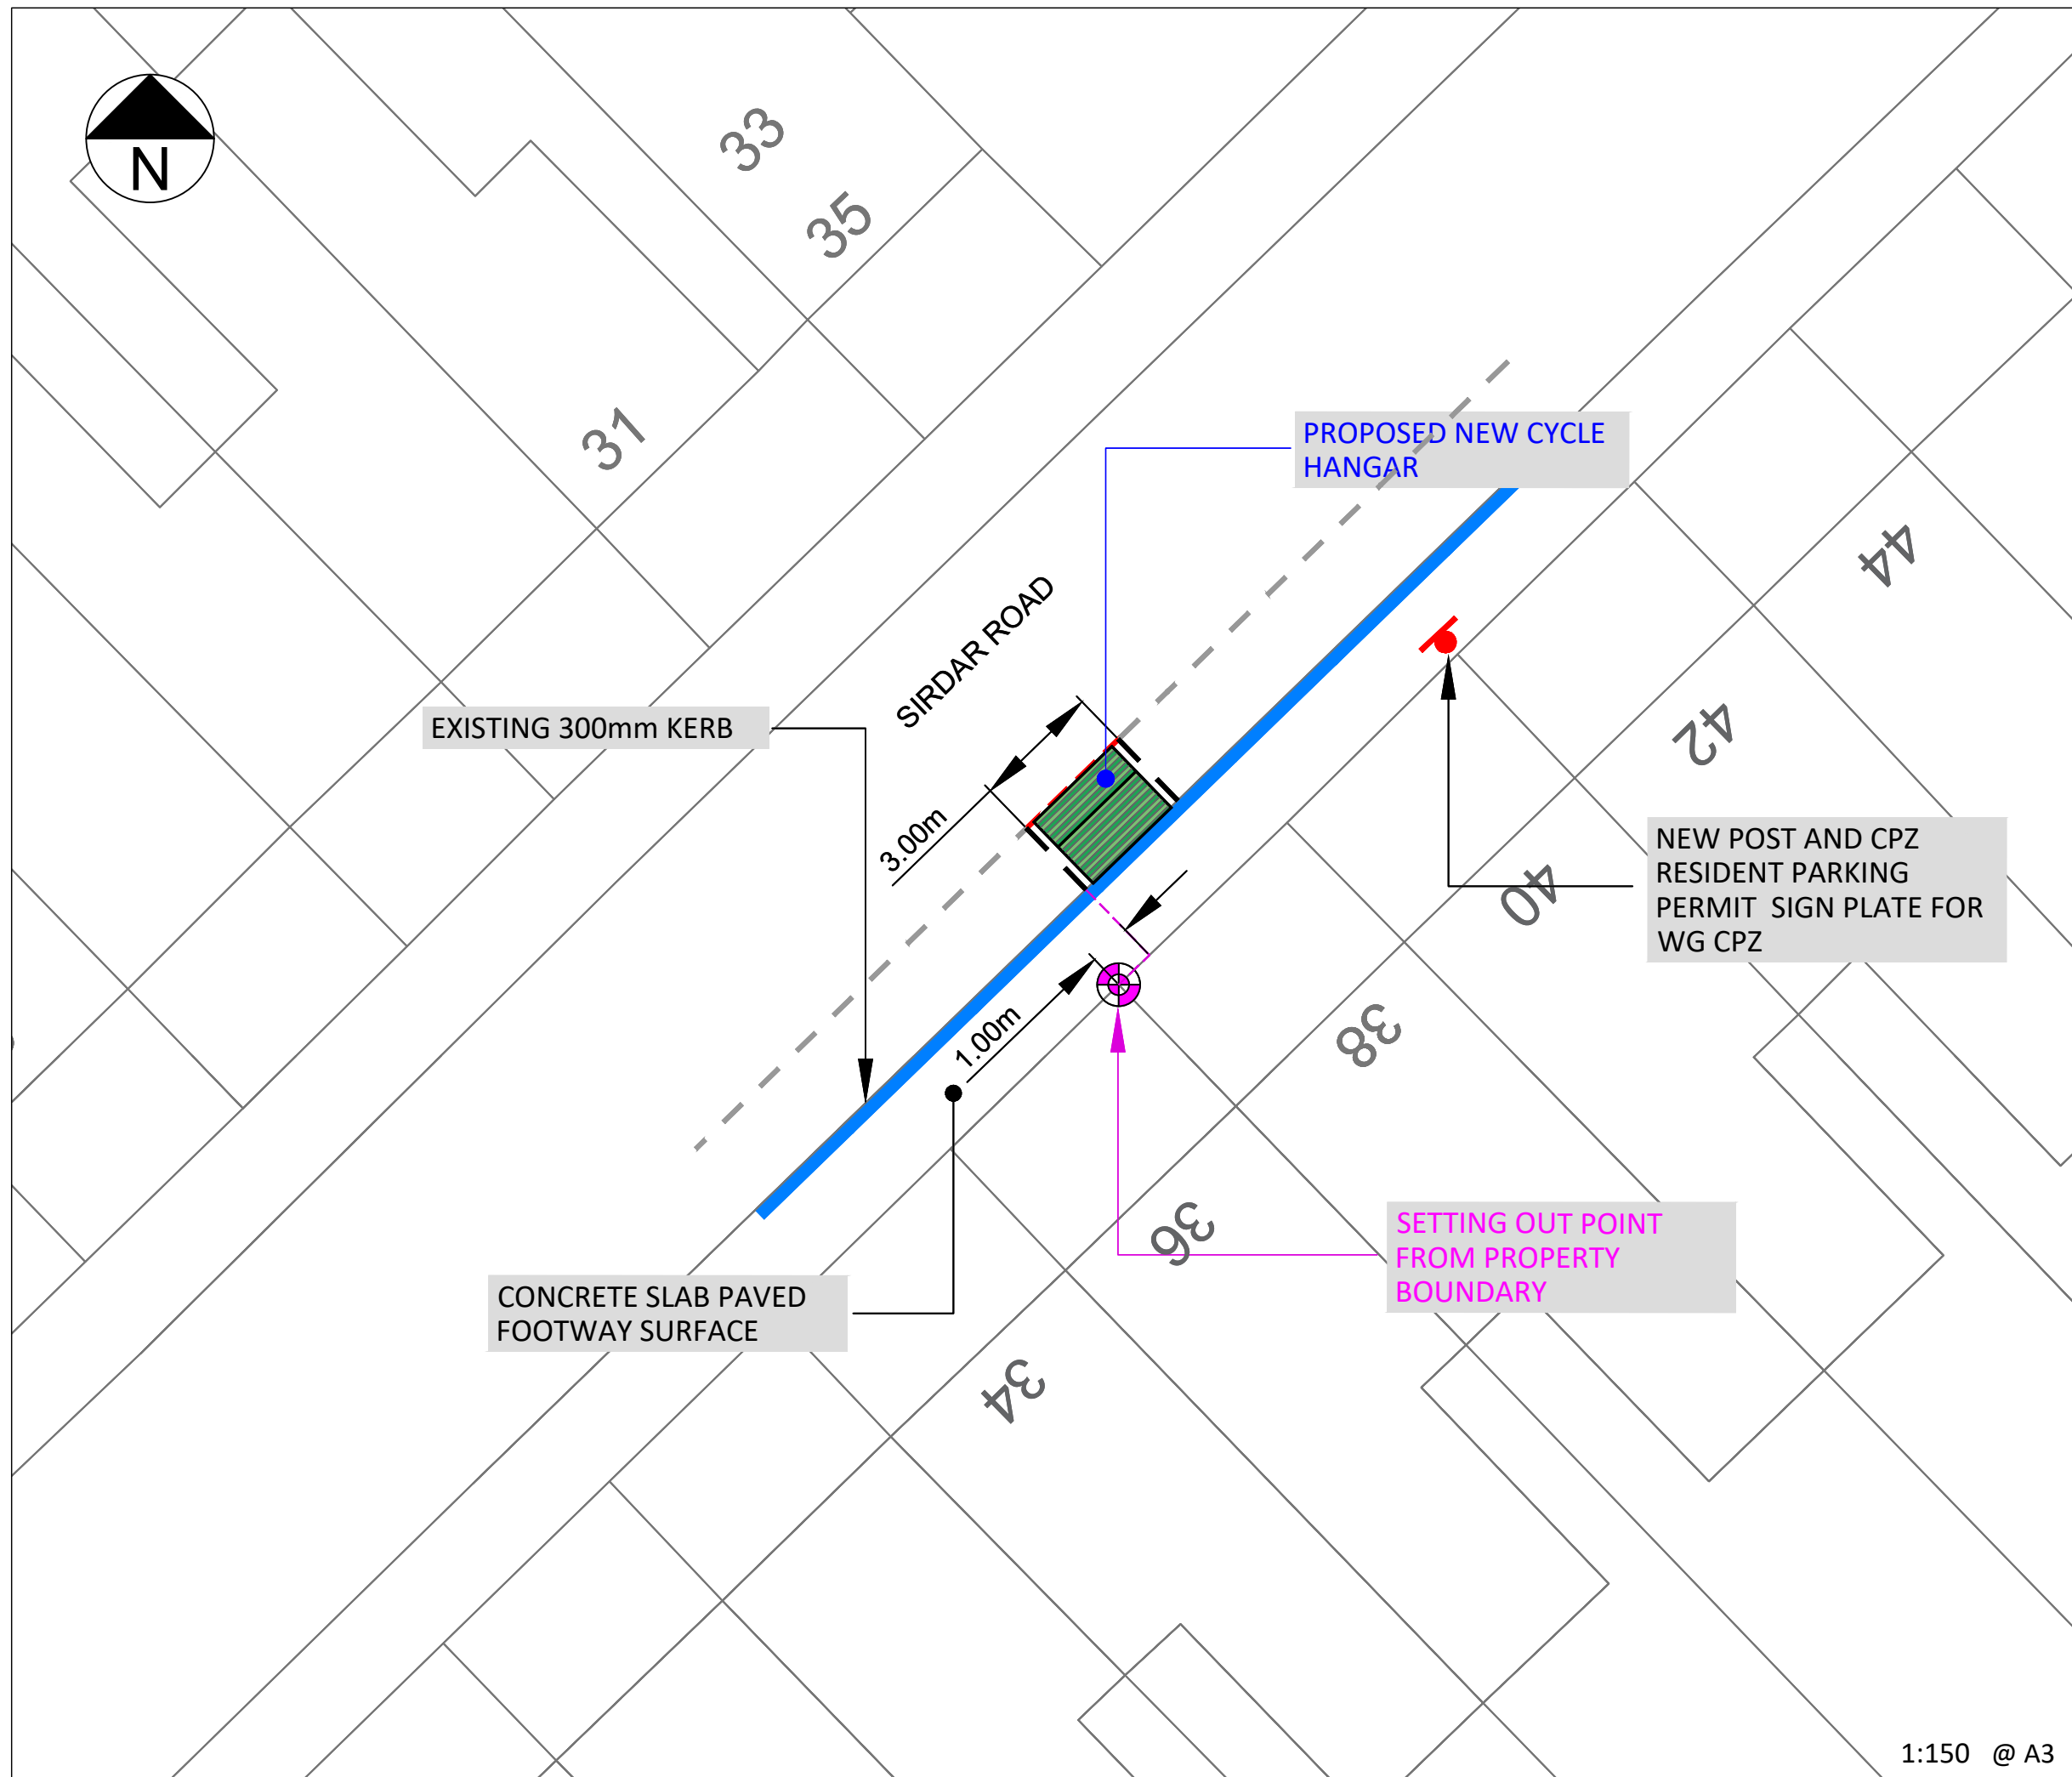 N
33
35
31
PROPOSED NEW CYCLE
HANGAR
44
SIRDAR ROAD
EXISTING 300mm KERB
42
3.00m
NEW POST AND CPZ
RESIDENT PARKING
PERMIT  SIGN PLATE FOR
WG CPZ
40
38
1.00m
36
SETTING OUT POINT
FROM PROPERTY
BOUNDARY
CONCRETE SLAB PAVED
FOOTWAY SURFACE
34
1:150   @ A3